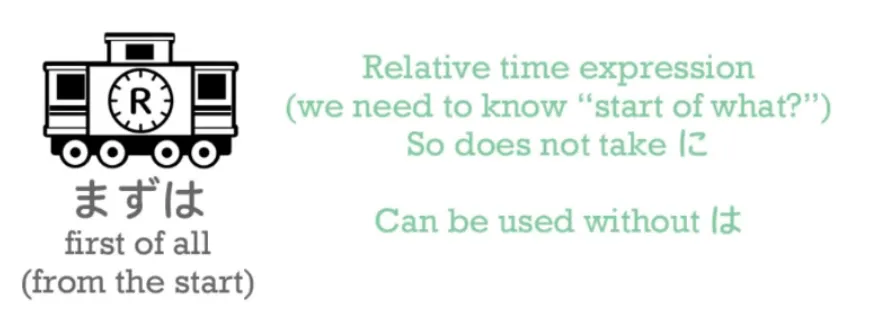 R
まずは
first of all
(from the start)
Relative time expression
(we need to know “start of what?”)
So does not take に
Can be used without は